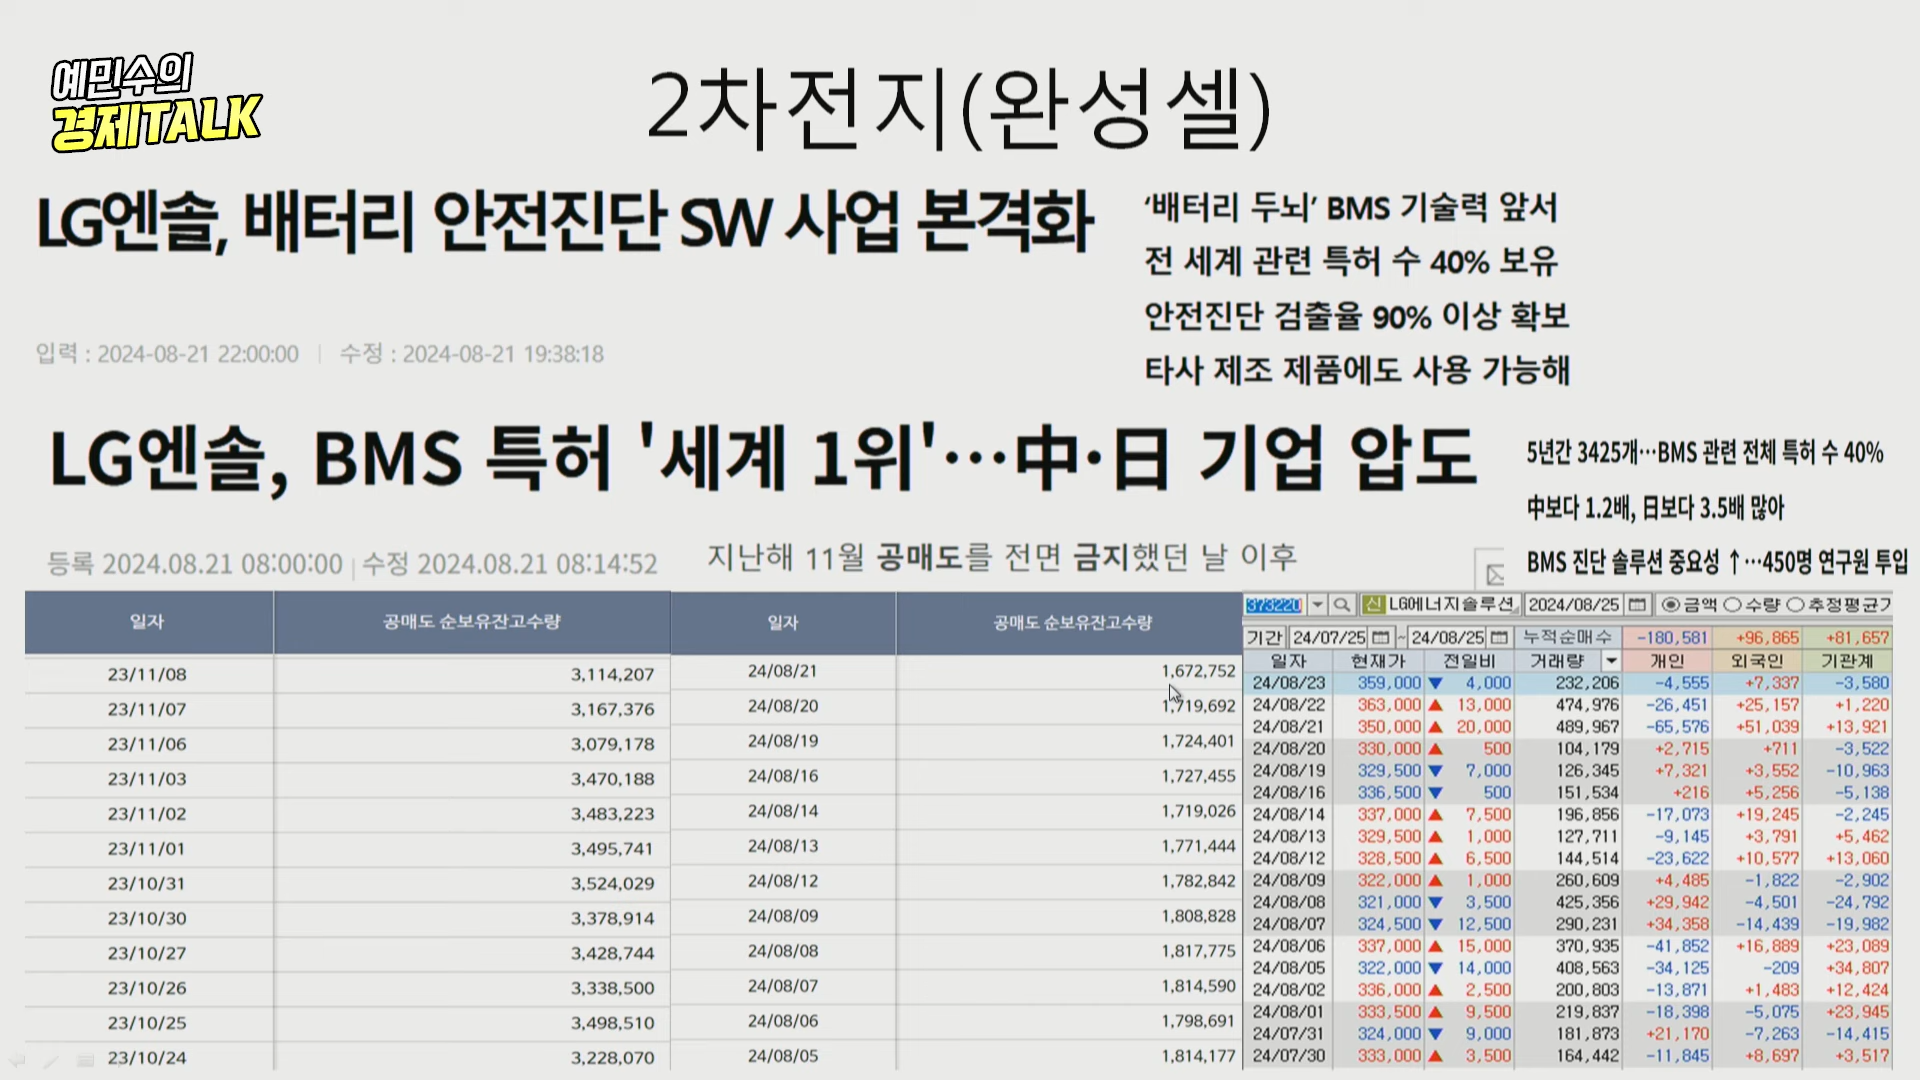 예민수의
경제TALK
2차전지(완성셀)
LG엔솔, 배터리 안전진단 SW 사업 본격화
‘배터리 두뇌’ BMS 기술력 앞서
전 세계 관련 특허 수 40% 보유
안전진단 검출율 90% 이상 확보
타사 제조 제품에도 사용 가능해
입력 : 2024-08-21 22:00:00 | 수정 : 2024-08-21 19:38:18
LG엔솔, BMS 특허 '세계 1위'…中·日 기업 압도
5년간 3425개…BMS 관련 전체 특허 수 40%
中보다 1.2배, 日보다 3.5배 많아
BMS 진단 솔루션 중요성 ↑…450명 연구원 투입
등록 2024.08.21 08:00:00 | 수정 2024.08.21 08:14:52
지난해 11월 공매도를 전면 금지했던 날 이후
일자 공매도 순보유잔고수량
23/11/08 3,114,207
23/11/07 3,167,376
23/11/06 3,079,178
23/11/03 3,470,188
23/11/02 3,483,223
23/11/01 3,495,741
23/10/31 3,524,029
23/10/30 3,378,914
23/10/27 3,428,744
23/10/26 3,338,500
23/10/25 3,498,510
23/10/24 3,228,070
일자 공매도 순보유잔고수량
24/08/21 1,672,752
24/08/20 1,719,692
24/08/19 1,724,401
24/08/16 1,727,455
24/08/14 1,719,026
24/08/13 1,771,444
24/08/12 1,782,842
24/08/09 1,808,828
24/08/08 1,817,775
24/08/07 1,814,590
24/08/06 1,798,691
24/08/05 1,814,177
373220 신 LG에너지솔루션 2024/08/25 금액 수량 추정평균가
기간 24/07/25 ~ 24/08/25 누적순매수 -180,581 +96,865 +81,657
일자 현재가 전일비 거래량 개인 외국인 기관계
24/08/23 359,000 ▼ 4,000 232,206 -4,555 +7,337 -3,580
24/08/22 363,000 ▲ 13,000 474,976 -26,451 +25,157 +1,220
24/08/21 350,000 ▲ 20,000 489,967 -65,576 +51,039 +13,921
24/08/20 330,000 ▲ 500 104,179 +2,715 +711 -3,522
24/08/19 329,500 ▼ 7,000 126,345 +7,321 +3,552 -10,963
24/08/16 336,500 ▼ 500 151,534 +216 +5,256 -5,138
24/08/14 337,000 ▲ 7,500 196,856 -17,073 +19,245 -2,245
24/08/13 329,500 ▲ 1,000 127,711 -9,145 +3,791 +5,462
24/08/12 328,500 ▲ 6,500 144,514 -23,622 +10,577 +13,060
24/08/09 322,000 ▲ 1,000 260,609 +4,485 -1,822 -2,902
24/08/08 321,000 ▼ 3,500 425,356 +29,942 -4,501 -24,792
24/08/07 324,500 ▼ 12,500 290,231 +34,358 -14,439 -19,982
24/08/06 337,000 ▲ 15,000 370,935 -41,852 +16,889 +23,089
24/08/05 322,000 ▼ 14,000 408,563 -34,125 -209 +34,807
24/08/02 336,000 ▲ 2,500 200,803 -13,871 +1,483 +12,424
24/08/01 333,500 ▲ 9,500 219,837 -18,398 -5,075 +23,945
24/07/31 324,000 ▼ 9,000 181,873 +21,170 -7,263 -14,415
24/07/30 333,000 ▲ 3,500 164,442 -11,845 +8,697 +3,517